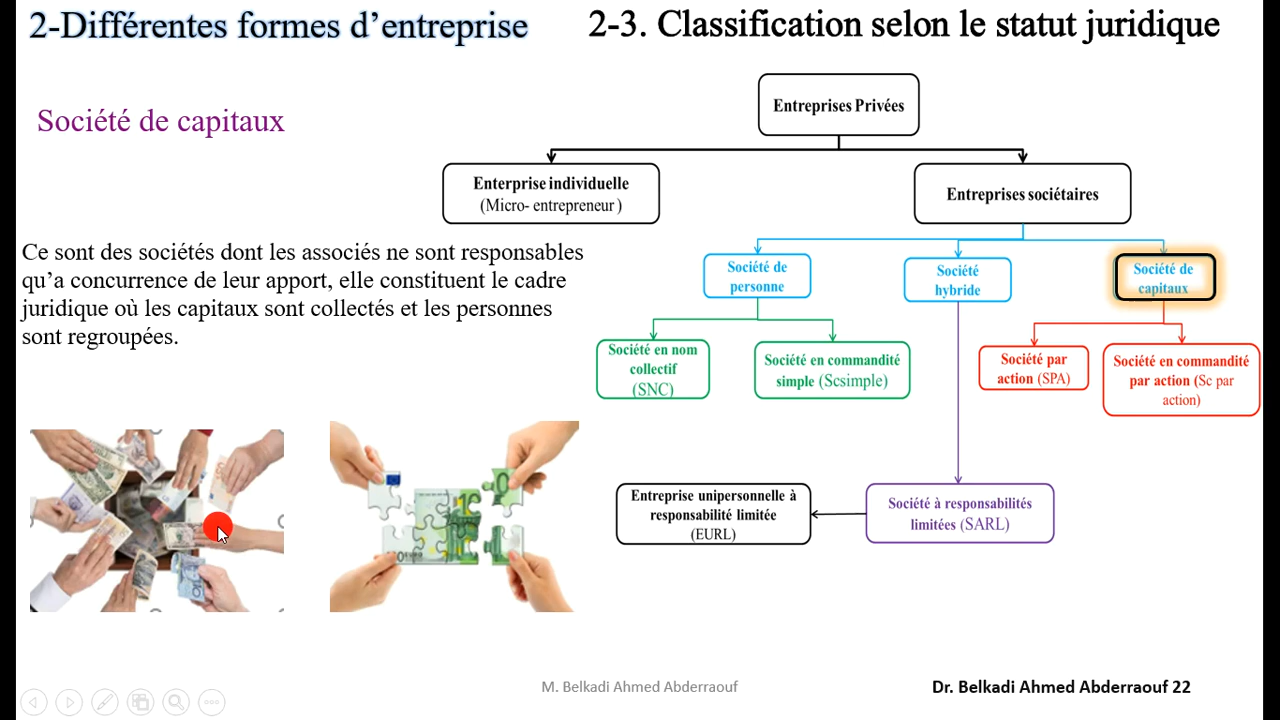 2-Différentes formes d’entreprise
2-3. Classification selon le statut juridique
Société de capitaux
Ce sont des sociétés dont les associés ne sont responsables
qu’a concurrence de leur apport, elle constituent le cadre
juridique où les capitaux sont collectés et les personnes
sont regroupées.
Entreprises Privées
Enterprise individuelle
(Micro- entrepreneur )
Entreprises sociétaires
Société de
personne
Société
hybride
Société de
capitaux
Société en nom
collectif
(SNC)
Société en commandité
simple (Scsimple)
Société par
action (SPA)
Société en commandité
par action (Sc par
action)
Entreprise unipersonnelle à
responsabilité limitée
(EURL)
Société à responsabilités
limitées (SARL)
M. Belkadi Ahmed Abderraouf
Dr. Belkadi Ahmed Abderraouf 22